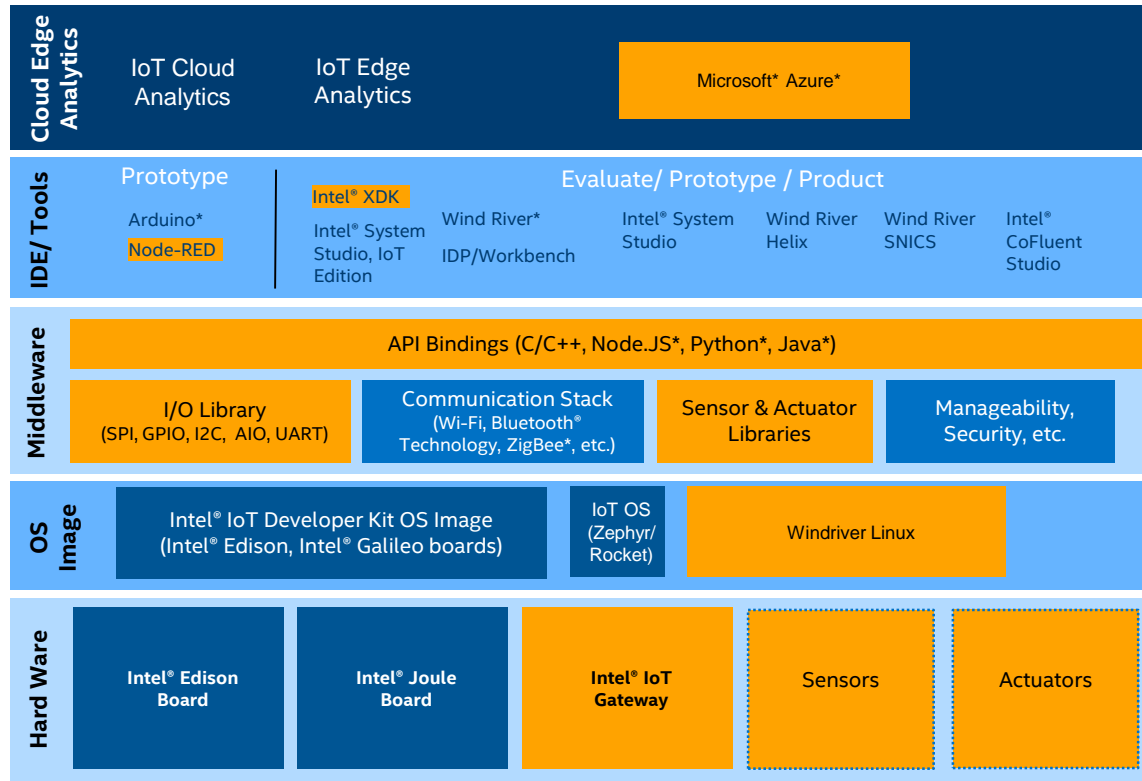 Cloud Edge
Analytics
IoT Cloud
Analytics
IoT Edge
Analytics
Microsoft* Azure*
IDE/ Tools
Prototype
Arduino*
Node-RED
Evaluate/ Prototype / Product
Intel® XDK
Intel® System
Studio, IoT
Edition
Wind River*
IDP/Workbench
Intel® System
Studio
Wind River
Helix
Wind River
SNICS
Intel®
CoFluent
Studio
Middleware
API Bindings (C/C++, Node.JS*, Python*, Java*)
I/O Library
(SPI, GPIO, I2C, AIO, UART)
Communication Stack
(Wi-Fi, Bluetooth®
Technology, ZigBee*, etc.)
Sensor & Actuator
Libraries
Manageability,
Security, etc.
OS
Image
Intel® IoT Developer Kit OS Image
(Intel® Edison, Intel® Galileo boards)
IoT OS
(Zephyr/
Rocket)
Windriver Linux
Hard Ware
Intel® Edison
Board
Intel® Joule
Board
Intel® IoT
Gateway
Sensors
Actuators